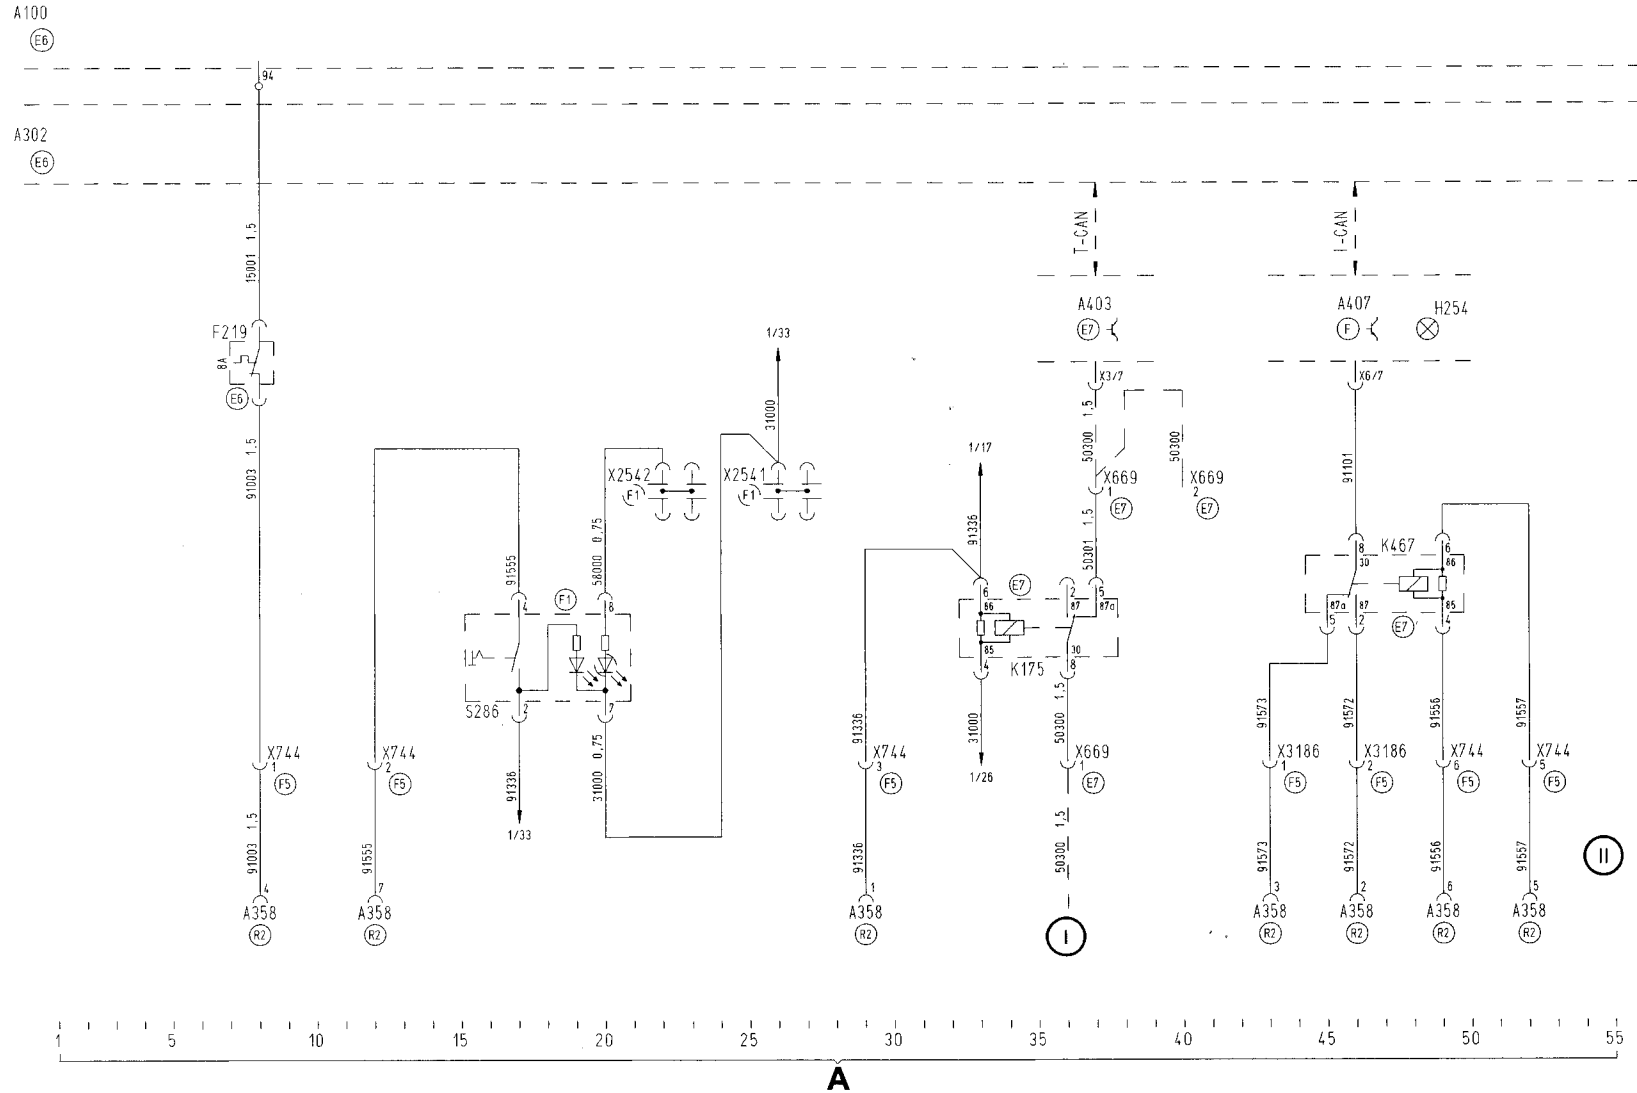 A100
E6
94
A302
E6
15001 1,5
T-CAN
I-CAN
A403
E7
A407
F
H254
F219
8A
E6
1/33
X3/7
X6/7
91003 1,5
31000
50300 1,5
50300
91101
1/17
X2542
F1
X2541
F1
X669
1
E7
X669
2
E7
91336
91555
58000 0,75
50301 1,5
F1
4
8
E7
6
86
2
87
5
87a
85
4
30
8
K175
8
30
K467
6
86
87a
5
87
2
85
4
E7
S286
2
7
91336
31000 0,75
1/33
31000
1/26
50300 1,5
91336
91573
91572
91556
91557
X744
1
F5
X744
2
F5
X744
3
F5
X669
1
E7
X3186
1
F5
X3186
2
F5
X744
6
F5
X744
5
F5
91003 1,5
91555
91336
50300 1,5
91573
91572
91556
91557
II
4
A358
R2
7
A358
R2
1
A358
R2
I
3
A358
R2
2
A358
R2
6
A358
R2
5
A358
R2
1 5 10 15 20 25 30 35 40 45 50 55
A